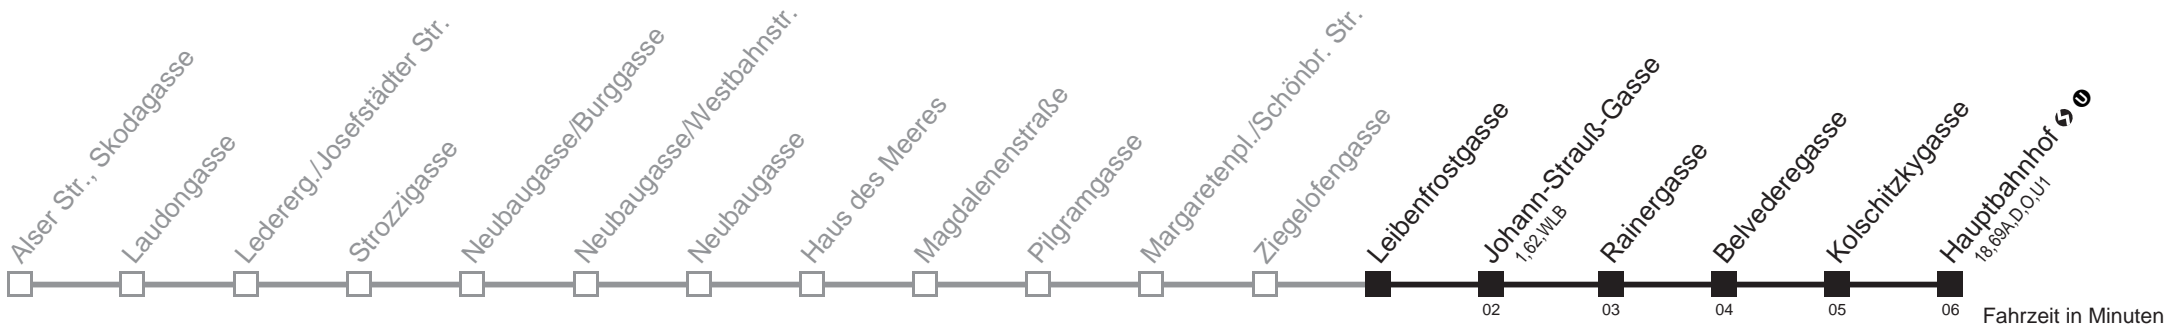 Alser Str., Skodagasse
Laudongasse
Ledererg./Josefstädter Str.
Strozzigasse
Neubaugasse/Burggasse
Neubaugasse/Westbahnstr.
Neubaugasse
Haus des Meeres
Magdalenenstraße
Pilgramgasse
Margaretenpl./Schönbr. Str.
Ziegelofengasse
Leibenfrostgasse
Johann-Strauß-Gasse
1,62,WLB
Rainergasse
Belvederegasse
Kolschitzkygasse
Hauptbahnhof S U
18,69A,D,O,U1
02
03
04
05
06
Fahrzeit in Minuten